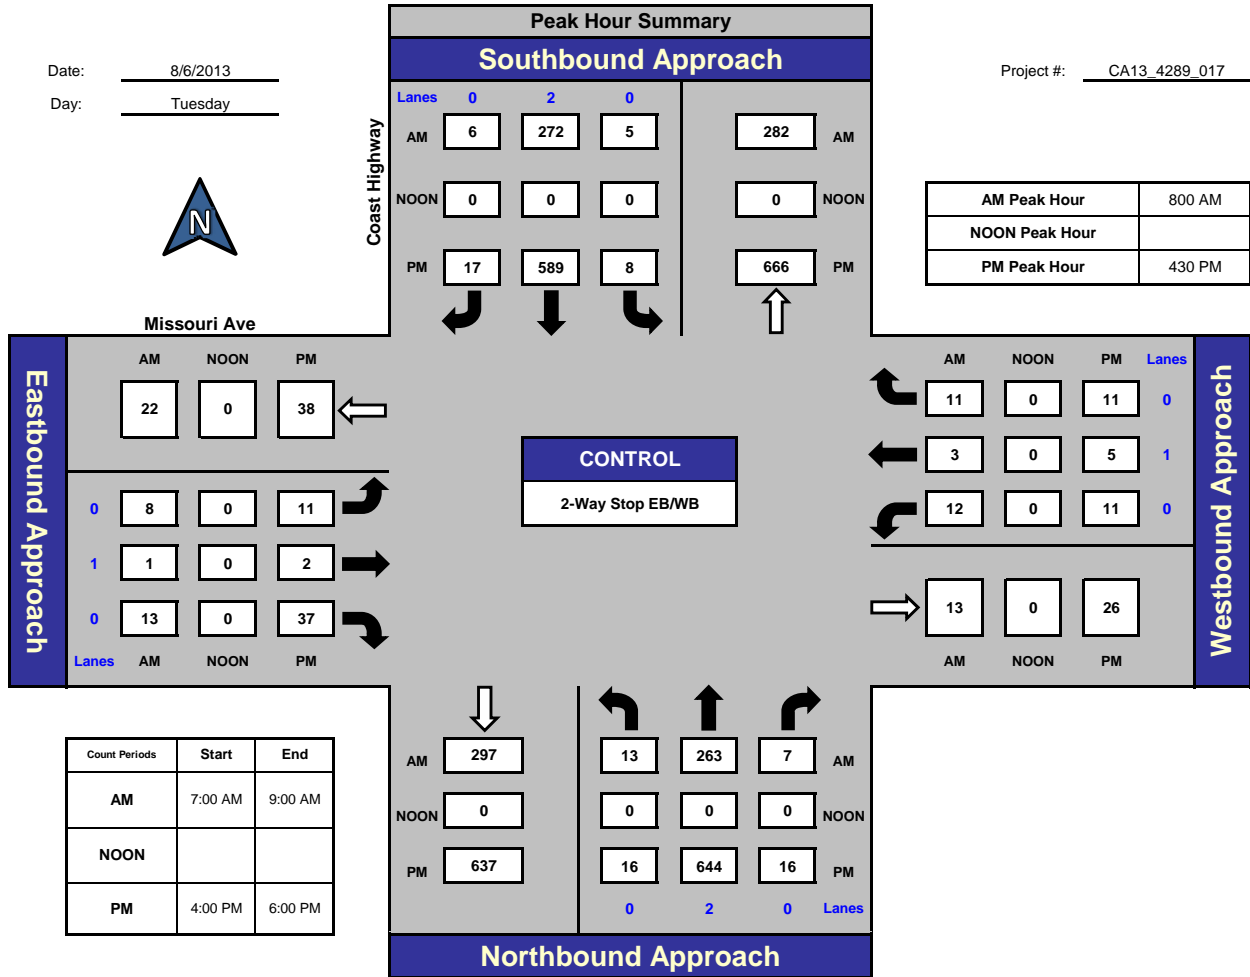 Peak Hour Summary
Southbound Approach
Date: 8/6/2013
Project #: CA13_4289_017
Day: Tuesday
Lanes 0 2 0
AM 6 272 5 282 AM
NOON 0 0 0 0 NOON
PM 17 589 8 666 PM
Coast Highway
N
AM Peak Hour 800 AM
NOON Peak Hour
PM Peak Hour 430 PM
Missouri Ave
Eastbound Approach
AM NOON PM
22 0 38
0 8 0 11
1 1 0 2
0 13 0 37
Lanes AM NOON PM
CONTROL
2-Way Stop EB/WB
AM NOON PM Lanes
11 0 11 0
3 0 5 1
12 0 11 0
13 0 26
AM NOON PM
Westbound Approach
Count Periods Start End
AM 7:00 AM 9:00 AM
NOON
PM 4:00 PM 6:00 PM
AM 297 13 263 7 AM
NOON 0 0 0 0 NOON
PM 637 16 644 16 PM
0 2 0 Lanes
Northbound Approach